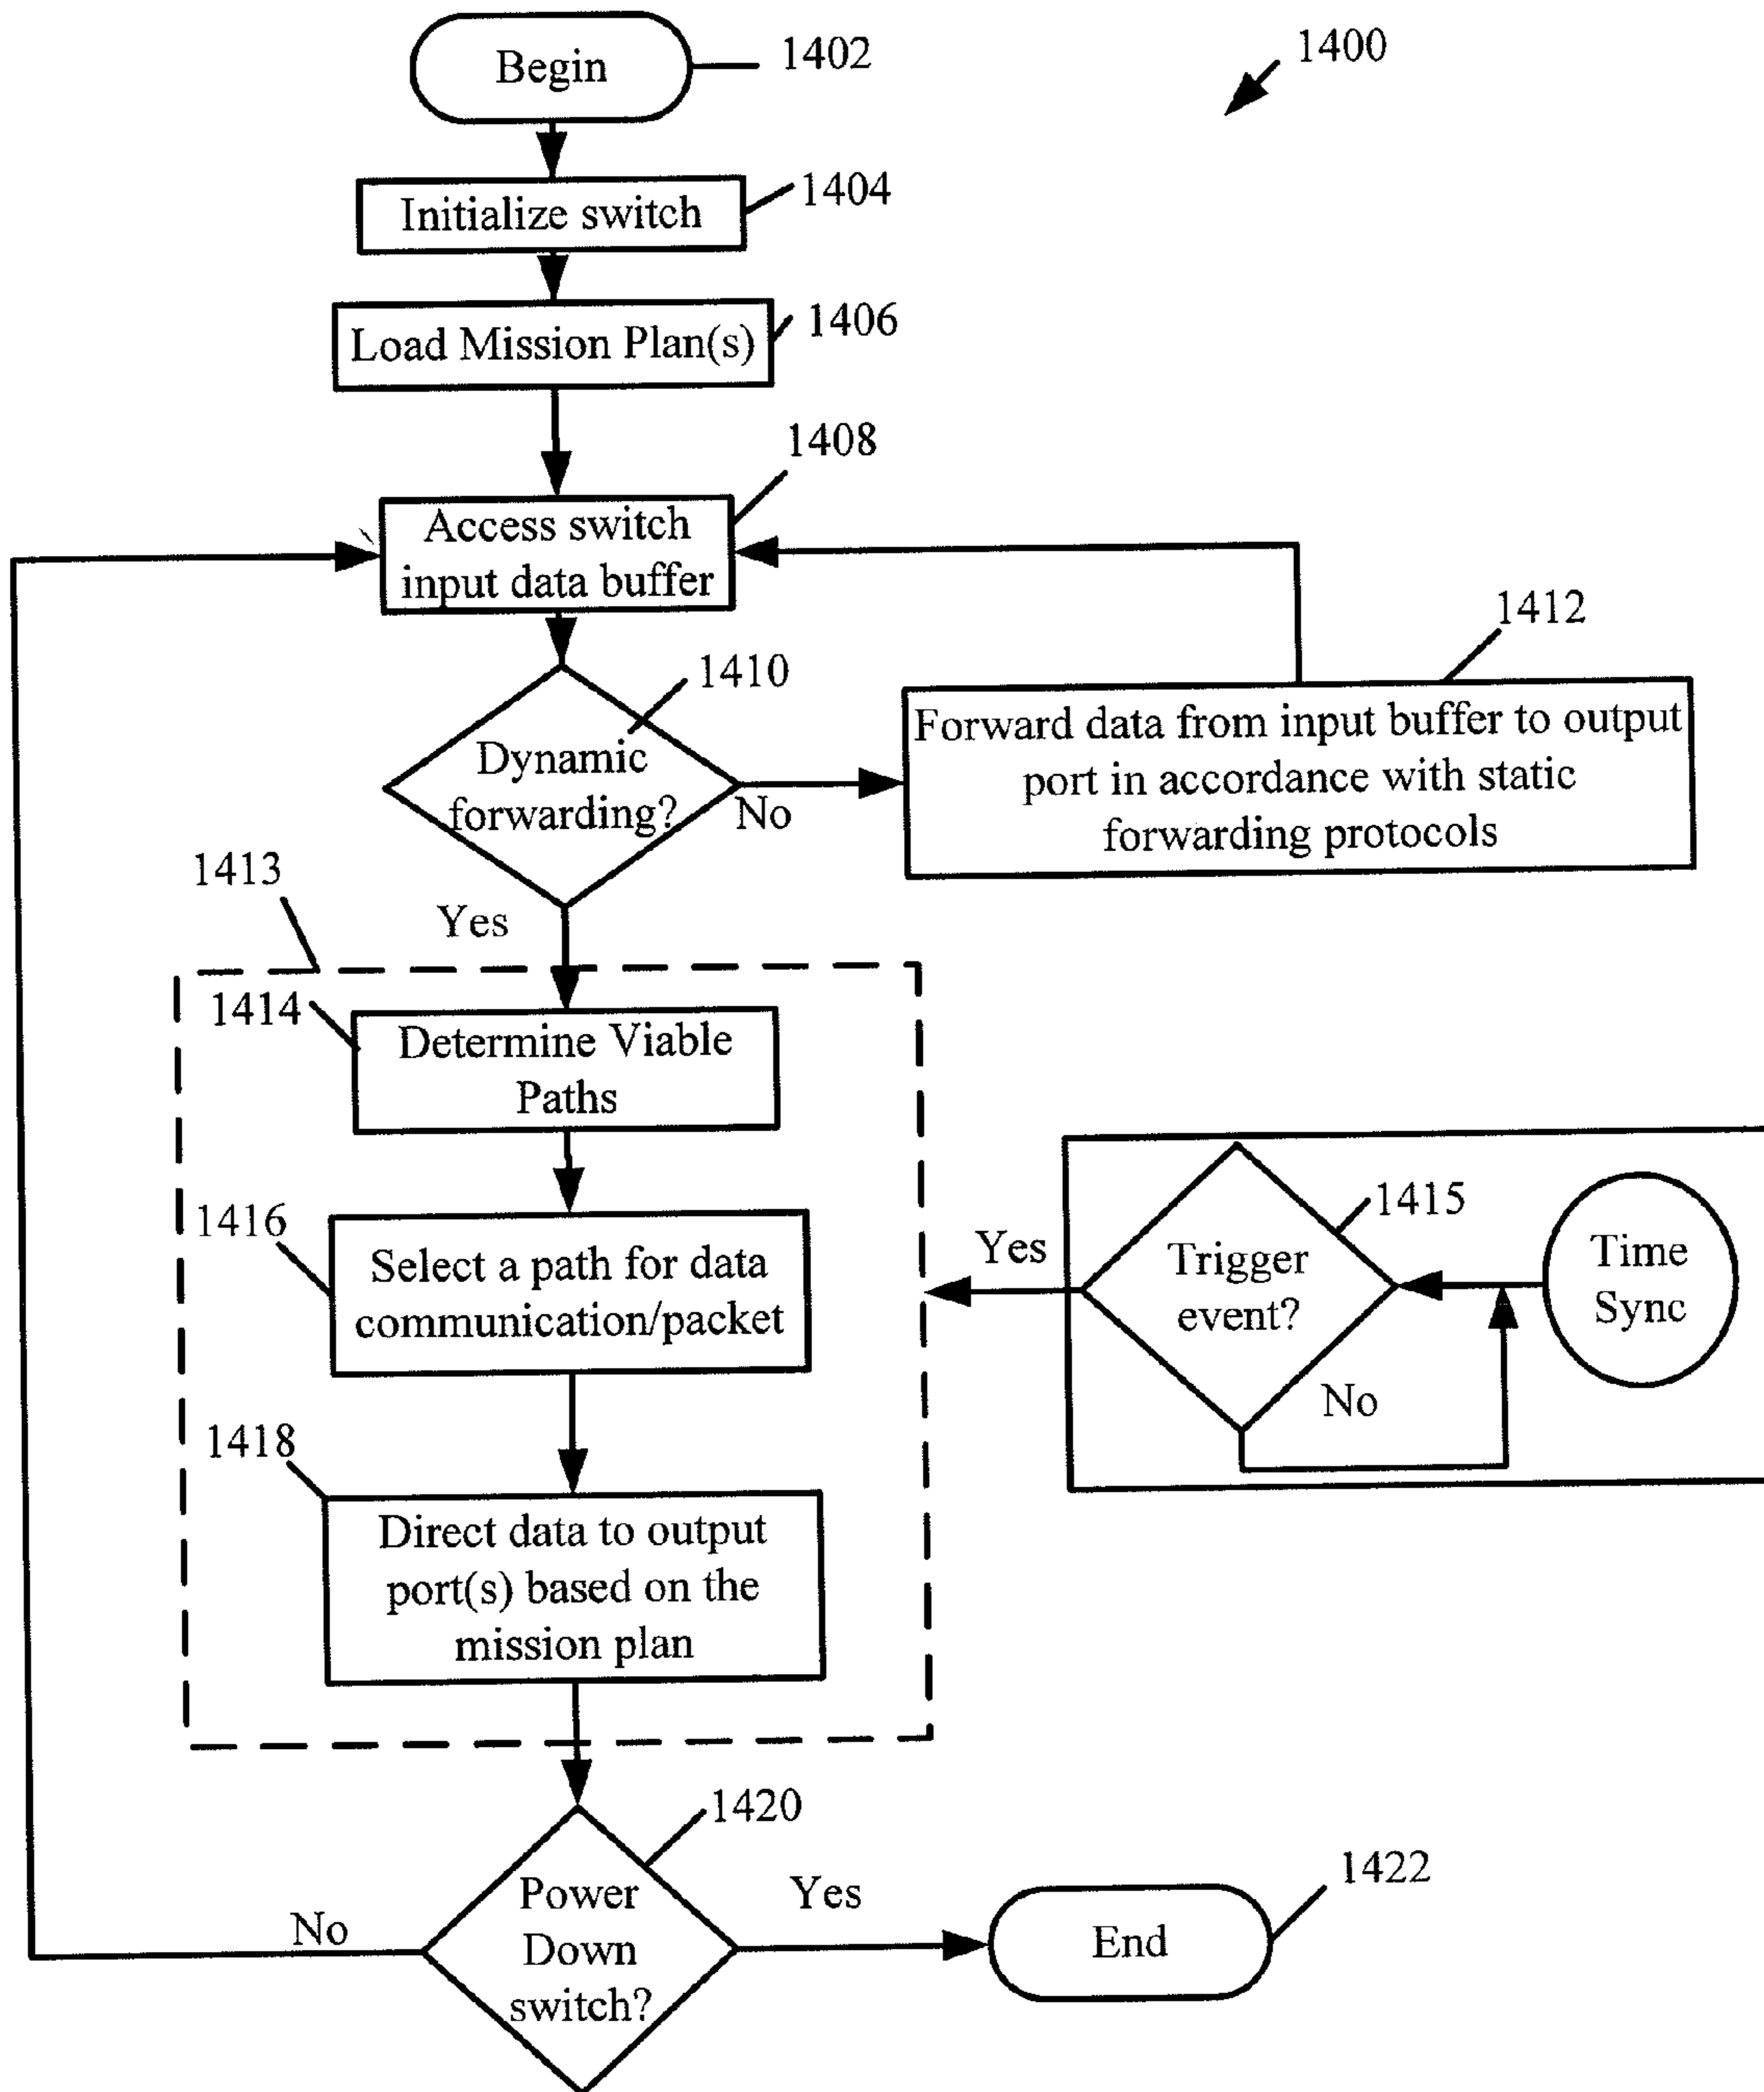 Begin
1402
1400
Initialize switch
1404
Load Mission Plan(s)
1406
1408
Access switch
input data buffer
1410
Dynamic
forwarding?
No
Yes
1412
Forward data from input buffer to output
port in accordance with static
forwarding protocols
1413
1414
Determine Viable
Paths
1416
Select a path for data
communication/packet
1418
Direct data to output
port(s) based on the
mission plan
Yes
1415
Trigger
event?
No
Time
Sync
1420
Power
Down
switch?
No
Yes
1422
End